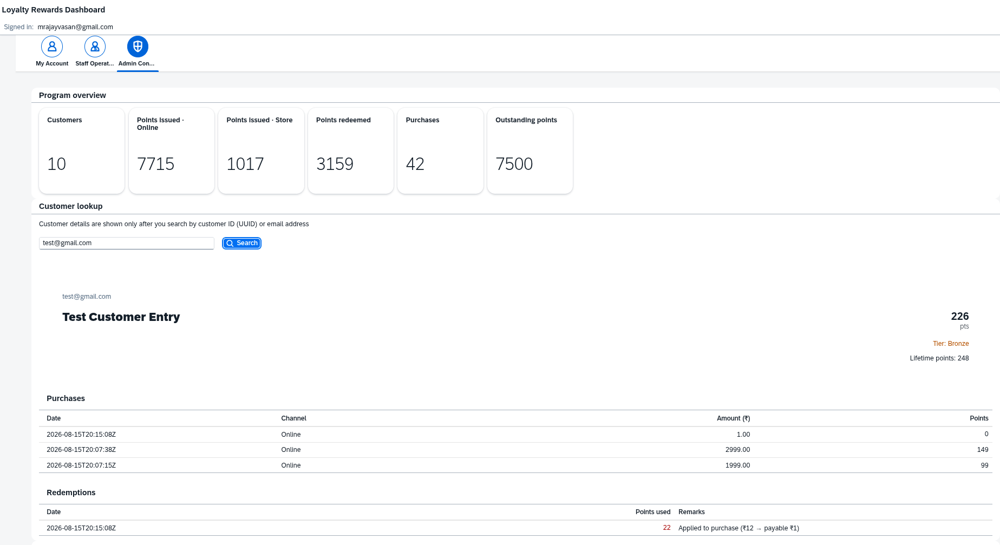 Loyalty Rewards Dashboard
Signed in: mrajayvasan@gmail.com
My Account Staff Operat... Admin Con...
Program overview
Customers
10
Points issued ·
Online
7715
Points issued · Store
1017
Points redeemed
3159
Purchases
42
Outstanding points
7500
Customer lookup
Customer details are shown only after you search by customer ID (UUID) or email address
test@gmail.com Search
test@gmail.com
Test Customer Entry
226
pts
Tier: Bronze
Lifetime points: 248
Purchases
Date Channel Amount (₹) Points
2026-08-15T20:15:08Z Online 1.00 0
2026-08-15T20:07:38Z Online 2999.00 149
2026-08-15T20:07:15Z Online 1999.00 99
Redemptions
Date Points used Remarks
2026-08-15T20:15:08Z 22 Applied to purchase (₹12 → payable ₹1)